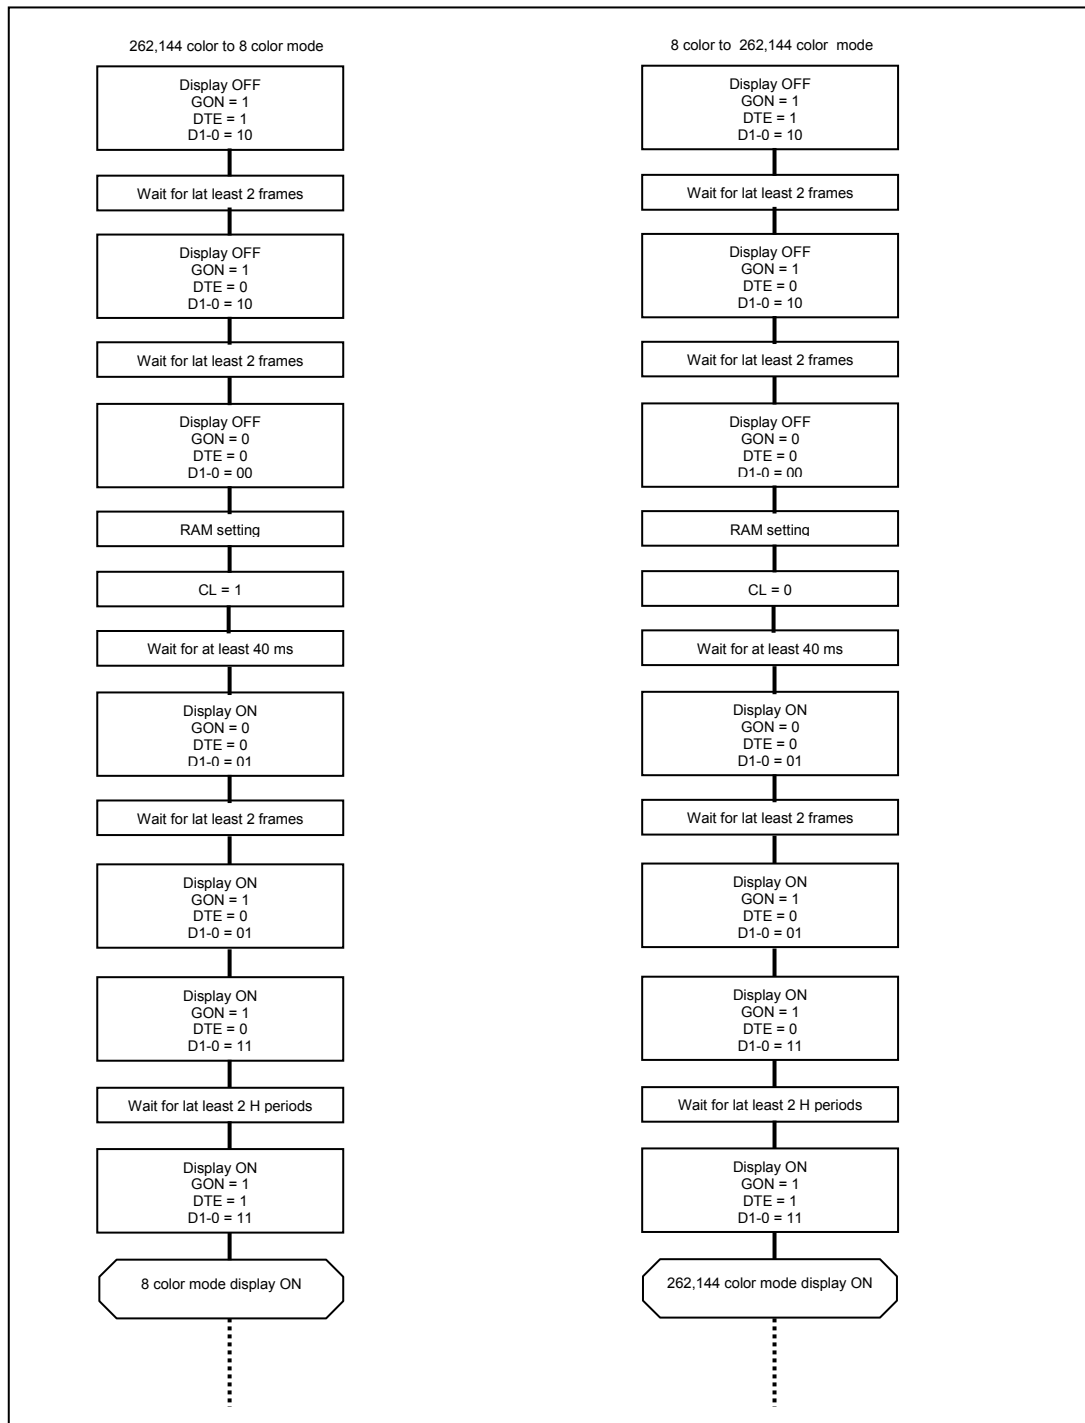 262,144 color to 8 color mode
Display OFF
GON = 1
DTE = 1
D1-0 = 10
Wait for lat least 2 frames
Display OFF
GON = 1
DTE = 0
D1-0 = 10
Wait for lat least 2 frames
Display OFF
GON = 0
DTE = 0
D1-0 = 00
RAM setting
CL = 1
Wait for at least 40 ms
Display ON
GON = 0
DTE = 0
D1-0 = 01
Wait for lat least 2 frames
Display ON
GON = 1
DTE = 0
D1-0 = 01
Display ON
GON = 1
DTE = 0
D1-0 = 11
Wait for lat least 2 H periods
Display ON
GON = 1
DTE = 1
D1-0 = 11
8 color mode display ON
8 color to 262,144 color mode
Display OFF
GON = 1
DTE = 1
D1-0 = 10
Wait for lat least 2 frames
Display OFF
GON = 1
DTE = 0
D1-0 = 10
Wait for lat least 2 frames
Display OFF
GON = 0
DTE = 0
D1-0 = 00
RAM setting
CL = 0
Wait for at least 40 ms
Display ON
GON = 0
DTE = 0
D1-0 = 01
Wait for lat least 2 frames
Display ON
GON = 1
DTE = 0
D1-0 = 01
Display ON
GON = 1
DTE = 0
D1-0 = 11
Wait for lat least 2 H periods
Display ON
GON = 1
DTE = 1
D1-0 = 11
262,144 color mode display ON